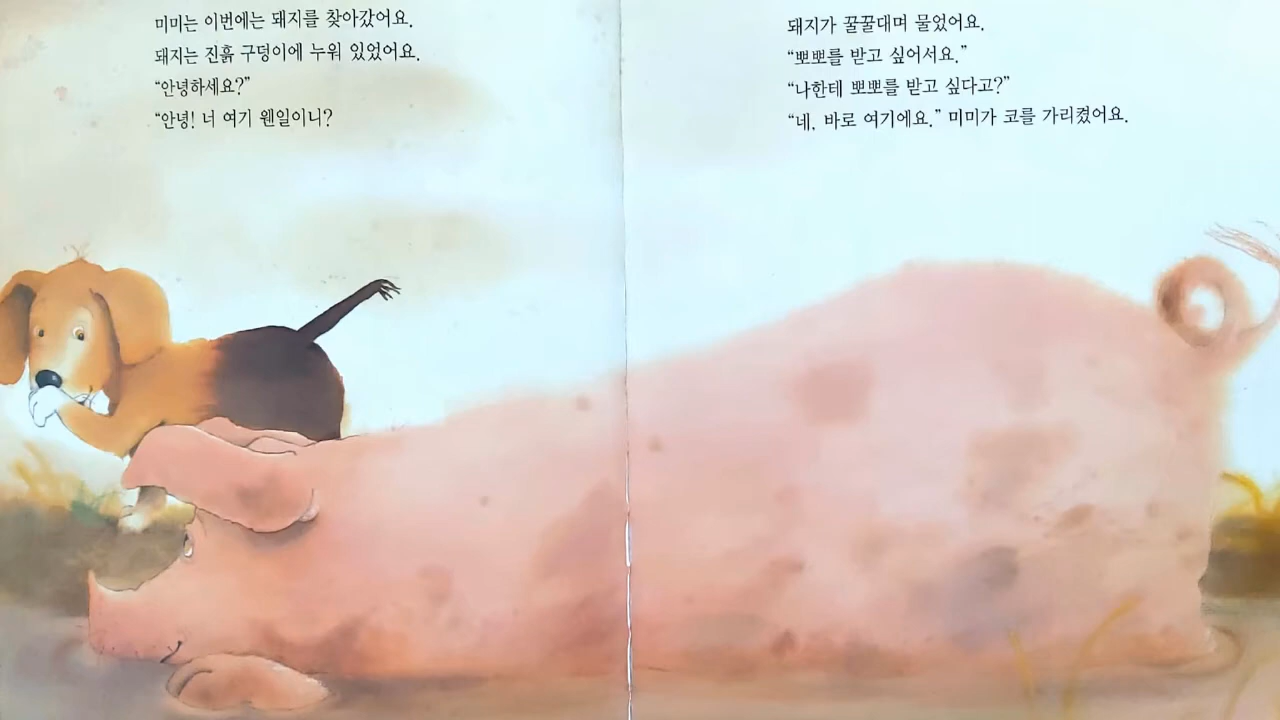 미미는 이번에는 돼지를 찾아갔어요.
돼지는 진흙 구덩이에 누워 있었어요.
“안녕하세요?”
“안녕! 너 여기 웬일이니?
돼지가 꿀꿀대며 물었어요.
“뽀뽀를 받고 싶어서요.”
“나한테 뽀뽀를 받고 싶다고?”
“네, 바로 여기에요.” 미미가 코를 가리켰어요.